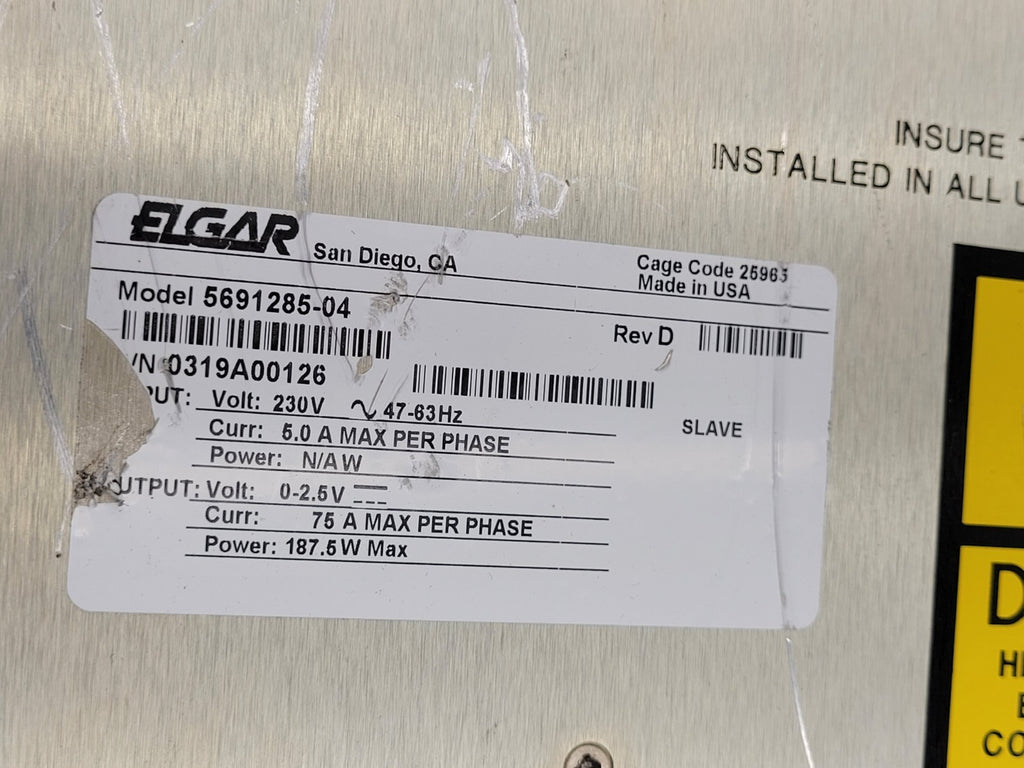 INSURE
INSTALLED IN ALL
ELGAR San Diego, CA
Cage Code 25965
Made in USA
Model 5691285-04
Rev D
/N 0319A00126
PUT: Volt: 230V ∿ 47-63Hz
SLAVE
Curr: 5.0 A MAX PER PHASE
Power: N/A W
UTPUT: Volt: 0-2.5V
Curr: 75 A MAX PER PHASE
Power: 187.5W Max
D
CO